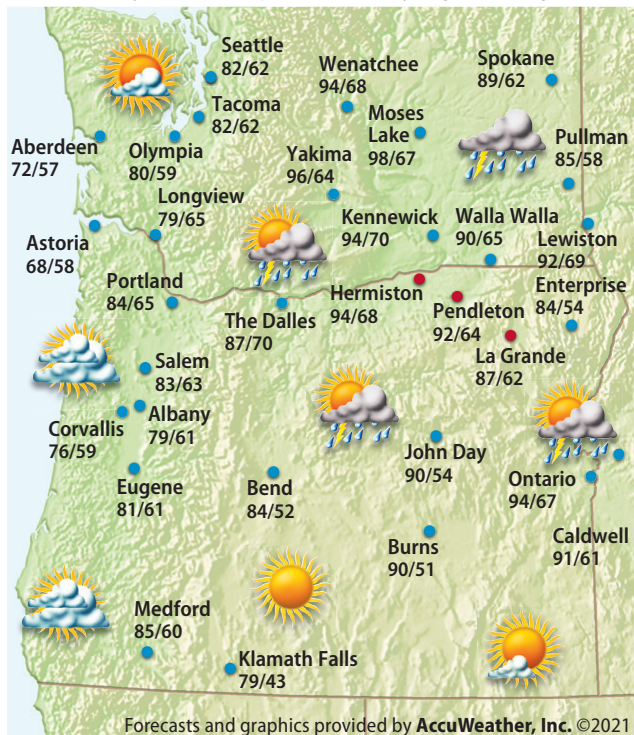 Seattle
82/62
Wenatchee
94/68
Spokane
89/62
Tacoma
82/62
Moses
Lake
98/67
Aberdeen
72/57
Olympia
80/59
Yakima
96/64
Pullman
85/58
Longview
79/65
Kennewick
94/70
Walla Walla
90/65
Lewiston
92/69
Astoria
68/58
Portland
84/65
The Dalles
87/70
Hermiston
94/68
Pendleton
92/64
Enterprise
84/54
La Grande
87/62
Salem
83/63
Albany
79/61
Corvallis
76/59
John Day
90/54
Ontario
94/67
Eugene
81/61
Bend
84/52
Caldwell
91/61
Burns
90/51
Medford
85/60
Klamath Falls
79/43
Forecasts and graphics provided by AccuWeather, Inc. ©2021